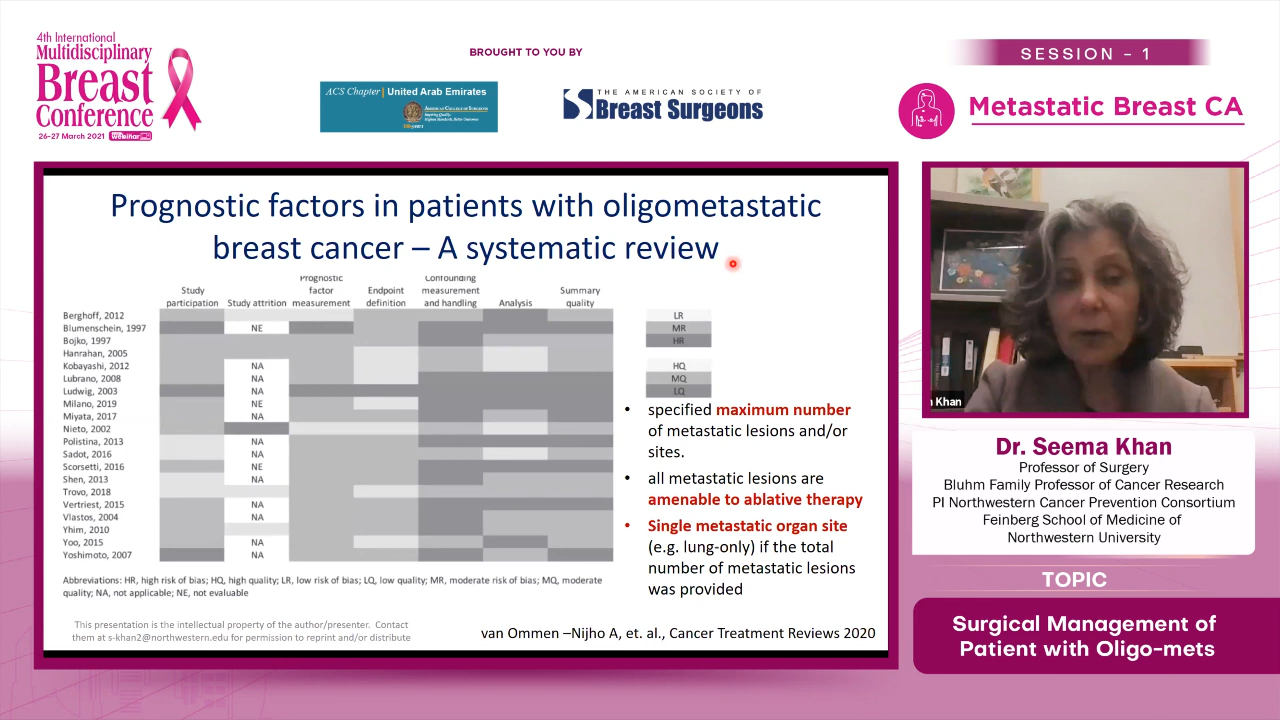 4th International
Multidisciplinary
Breast
Conference
26-27 March 2021
Webinar
BROUGHT TO YOU BY
ACS Chapter | United Arab Emirates
AMERICAN COLLEGE OF SURGEONS
THE AMERICAN SOCIETY OF
Breast Surgeons
SESSION - 1
Metastatic Breast CA
Prognostic factors in patients with oligometastatic
breast cancer – A systematic review
Study participation
Study attrition
Prognostic factor measurement
Endpoint definition
Confounding measurement and handling
Analysis
Summary quality
Berghoff, 2012
Blumenschein, 1997 NE
Bojko, 1997
Hanrahan, 2005
Kobayashi, 2012 NA
Lubrano, 2008 NA
Ludwig, 2003 NA
Milano, 2019 NE
Miyata, 2017 NA
Nieto, 2002
Polistina, 2013 NA
Sadot, 2016 NA
Scorsetti, 2016 NE
Shen, 2013 NA
Trovo, 2018
Vertriest, 2015 NA
Vlastos, 2004 NA
Yhim, 2010
Yoo, 2015 NA
Yoshimoto, 2007 NA
LR
MR
HR
HQ
MQ
LQ
• specified maximum number
of metastatic lesions and/or
sites.
• all metastatic lesions are
amenable to ablative therapy
• Single metastatic organ site
(e.g. lung-only) if the total
number of metastatic lesions
was provided
Abbreviations: HR, high risk of bias; HQ, high quality; LR, low risk of bias; LQ, low quality; MR, moderate risk of bias; MQ, moderate
quality; NA, not applicable; NE, not evaluable
This presentation is the intellectual property of the author/presenter. Contact
them at s-khan2@northwestern.edu for permission to reprint and/or distribute
van Ommen –Nijho A, et. al., Cancer Treatment Reviews 2020
Khan
Dr. Seema Khan
Professor of Surgery
Bluhm Family Professor of Cancer Research
PI Northwestern Cancer Prevention Consortium
Feinberg School of Medicine of
Northwestern University
TOPIC
Surgical Management of
Patient with Oligo-mets